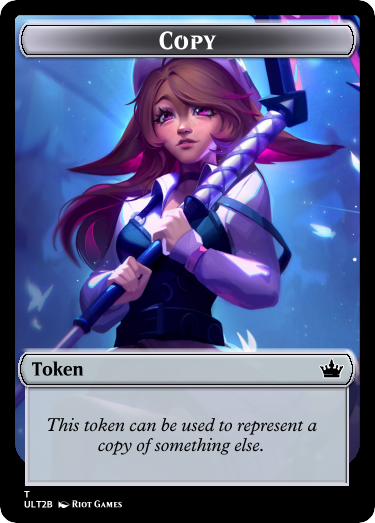 Copy
Token
This token can be used to represent a
copy of something else.
T
ULT2B Riot Games